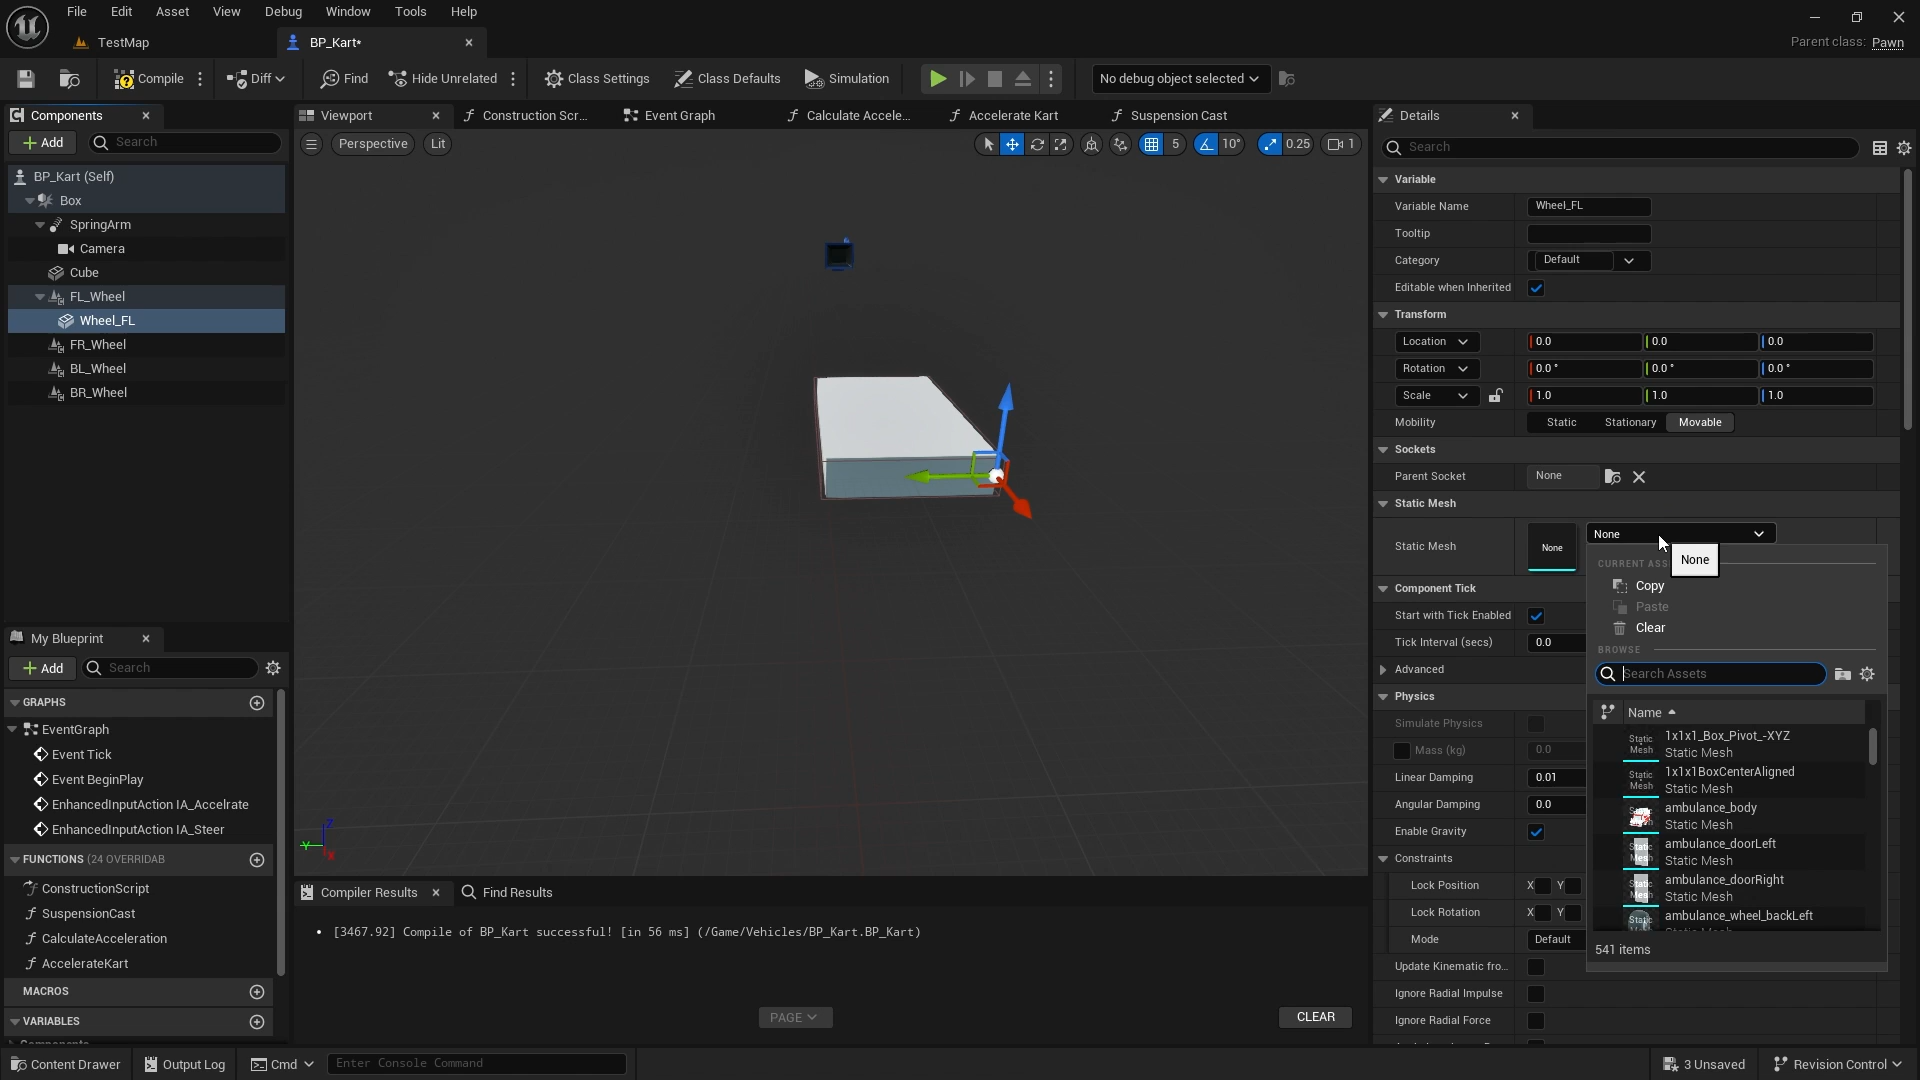 File Edit Asset View Debug Window Tools Help
TestMap
BP_Kart*
Parent class: Pawn
Compile
Diff
Find
Hide Unrelated
Class Settings
Class Defaults
Simulation
No debug object selected
Components
Add
Search
BP_Kart (Self)
Box
SpringArm
Camera
Cube
FL_Wheel
Wheel_FL
FR_Wheel
BL_Wheel
BR_Wheel
My Blueprint
Add
Search
GRAPHS
EventGraph
Event Tick
Event BeginPlay
EnhancedInputAction IA_Accelrate
EnhancedInputAction IA_Steer
FUNCTIONS (24 OVERRIDAB
ConstructionScript
SuspensionCast
CalculateAcceleration
AccelerateKart
MACROS
VARIABLES
Viewport
Construction Scr...
Event Graph
Calculate Accele...
Accelerate Kart
Suspension Cast
Perspective
Lit
5
10°
0.25
1
Z
Y
X
Compiler Results
Find Results
[3467.92] Compile of BP_Kart successful! [in 56 ms] (/Game/Vehicles/BP_Kart.BP_Kart)
PAGE
CLEAR
Details
Search
Variable
Variable Name Wheel_FL
Tooltip
Category Default
Editable when Inherited
Transform
Location 0.0 0.0 0.0
Rotation 0.0 ° 0.0 ° 0.0 °
Scale 1.0 1.0 1.0
Mobility Static Stationary Movable
Sockets
Parent Socket None
Static Mesh
Static Mesh None None
None
CURRENT ASS
Copy
Paste
Clear
BROWSE
Search Assets
Name
1x1x1_Box_Pivot_-XYZ
Static Mesh
1x1x1BoxCenterAligned
Static Mesh
ambulance_body
Static Mesh
ambulance_doorLeft
Static Mesh
ambulance_doorRight
Static Mesh
ambulance_wheel_backLeft
541 items
Component Tick
Start with Tick Enabled
Tick Interval (secs) 0.0
Advanced
Physics
Simulate Physics
Mass (kg) 0.0
Linear Damping 0.01
Angular Damping 0.0
Enable Gravity
Constraints
Lock Position X Y
Lock Rotation X Y
Mode Default
Update Kinematic fro...
Ignore Radial Impulse
Ignore Radial Force
Content Drawer
Output Log
Cmd
Enter Console Command
3 Unsaved
Revision Control